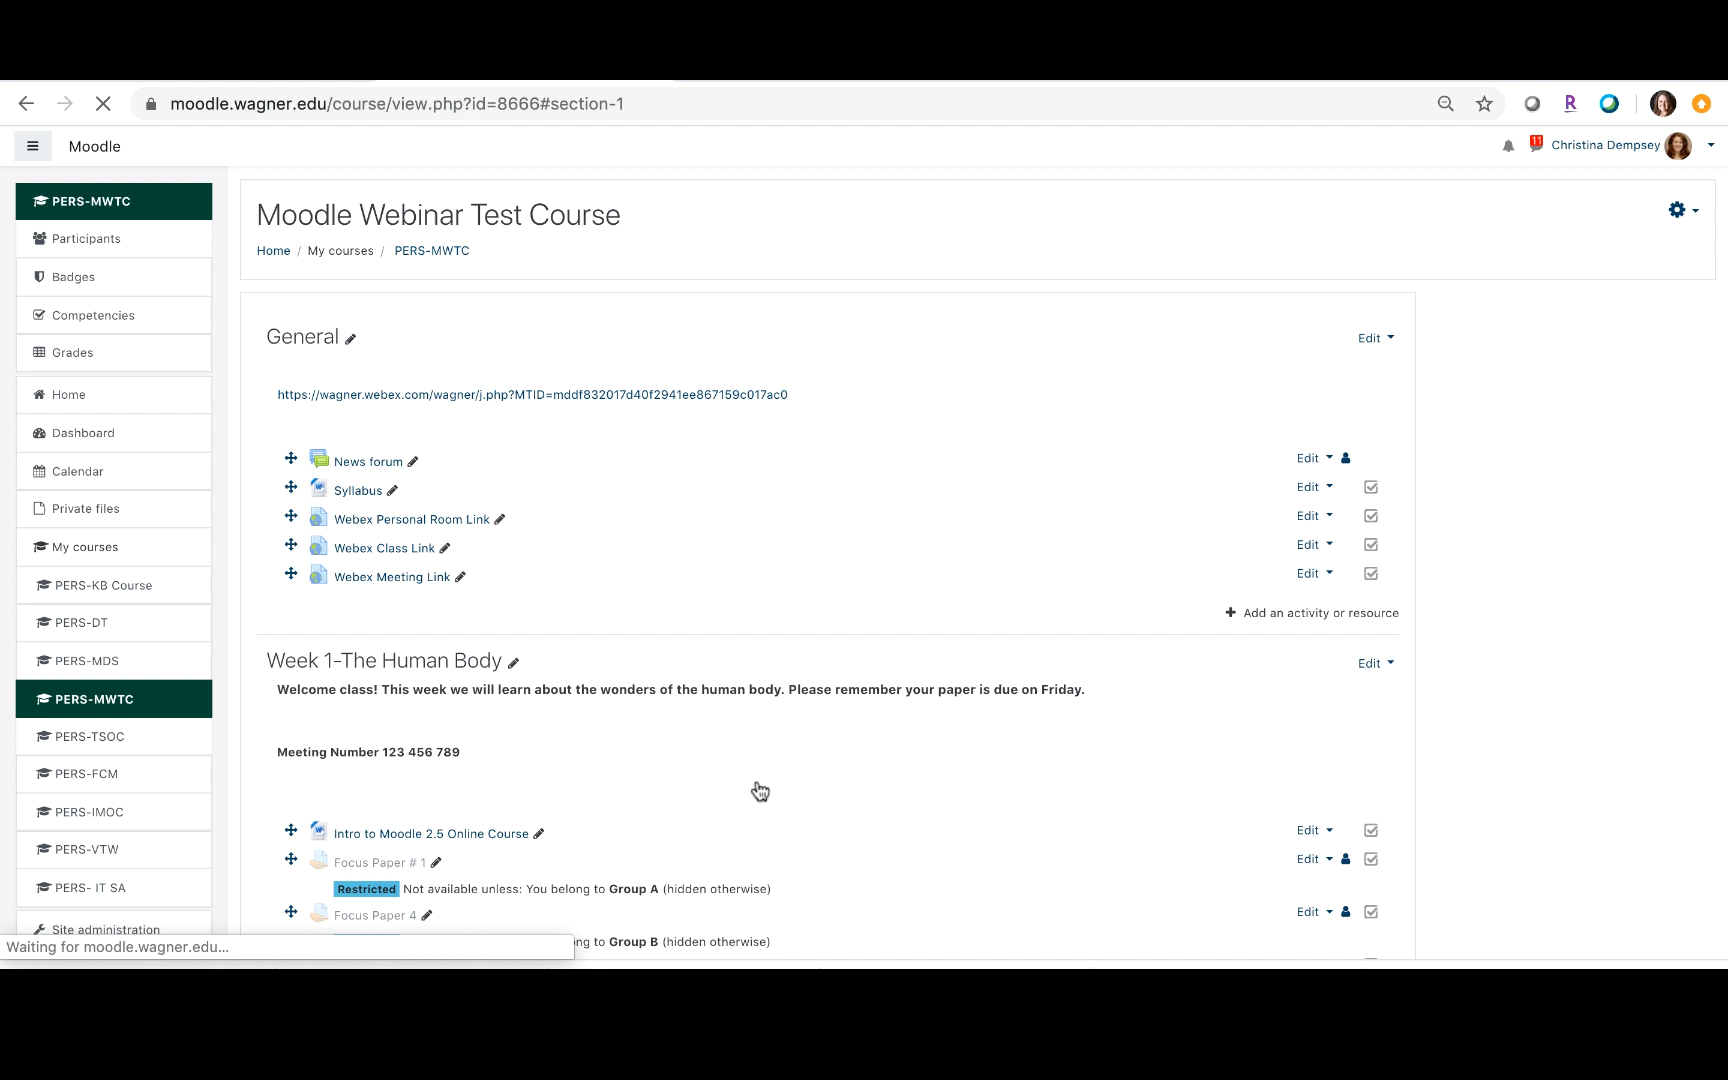 moodle.wagner.edu/course/view.php?id=8666#section-1
R
Moodle
11
Christina Dempsey
PERS-MWTC
Participants
Badges
Competencies
Grades
Home
Dashboard
Calendar
Private files
My courses
PERS-KB Course
PERS-DT
PERS-MDS
PERS-MWTC
PERS-TSOC
PERS-FCM
PERS-IMOC
PERS-VTW
PERS- IT SA
Site administration
Waiting for moodle.wagner.edu...
Moodle Webinar Test Course
Home / My courses / PERS-MWTC
General
Edit
https://wagner.webex.com/wagner/j.php?MTID=mddf832017d40f2941ee867159c017ac0
News forum Edit
Syllabus Edit
Webex Personal Room Link Edit
Webex Class Link Edit
Webex Meeting Link Edit
Add an activity or resource
Week 1-The Human Body
Edit
Welcome class! This week we will learn about the wonders of the human body. Please remember your paper is due on Friday.
Meeting Number 123 456 789
Intro to Moodle 2.5 Online Course Edit
Focus Paper # 1 Edit
Restricted Not available unless: You belong to Group A (hidden otherwise)
Focus Paper 4 Edit
to Group B (hidden otherwise)